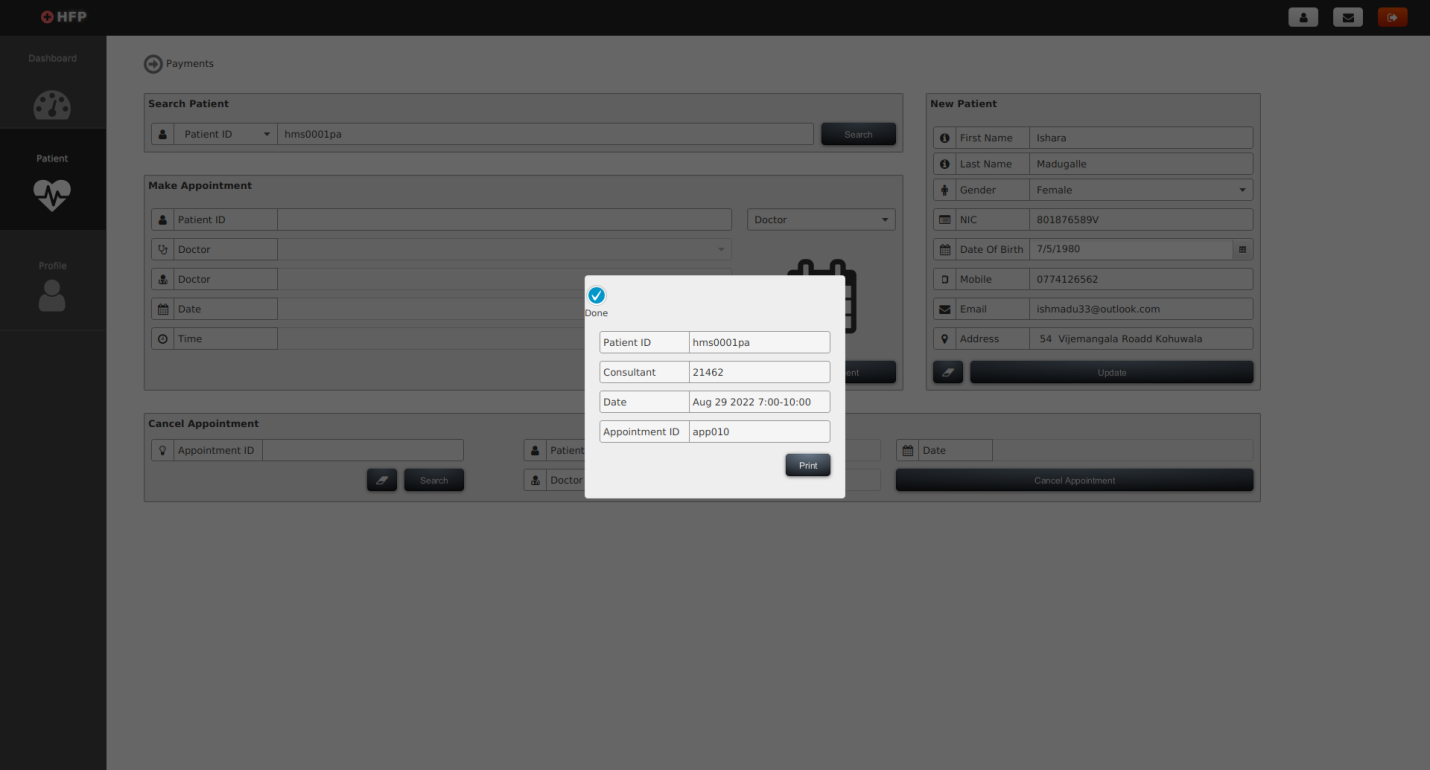 HFP
Dashboard
Patient
Profile
Payments
Search Patient
Patient ID hms0001pa Search
Make Appointment
Patient ID Doctor
Doctor
Doctor
Date
Time
New Patient
First Name Ishara
Last Name Madugalle
Gender Female
NIC 801876589V
Date Of Birth 7/5/1980
Mobile 0774126562
Email ishmadu33@outlook.com
Address 54 Vijemangala Roadd Kohuwala
Update
Cancel Appointment
Appointment ID
Search
Patient
Doctor
Date
Cancel Appointment
Done
Patient ID hms0001pa
Consultant 21462
Date Aug 29 2022 7:00-10:00
Appointment ID app010
Print